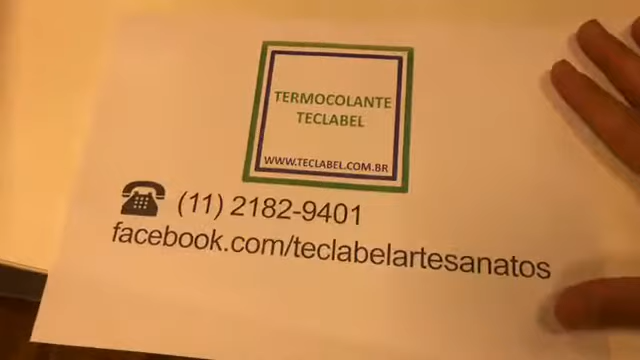 TERMOCOLANTE
TECLABEL
WWW.TECLABEL.COM.BR
(11) 2182-9401
facebook.com/teclabelartesanatos